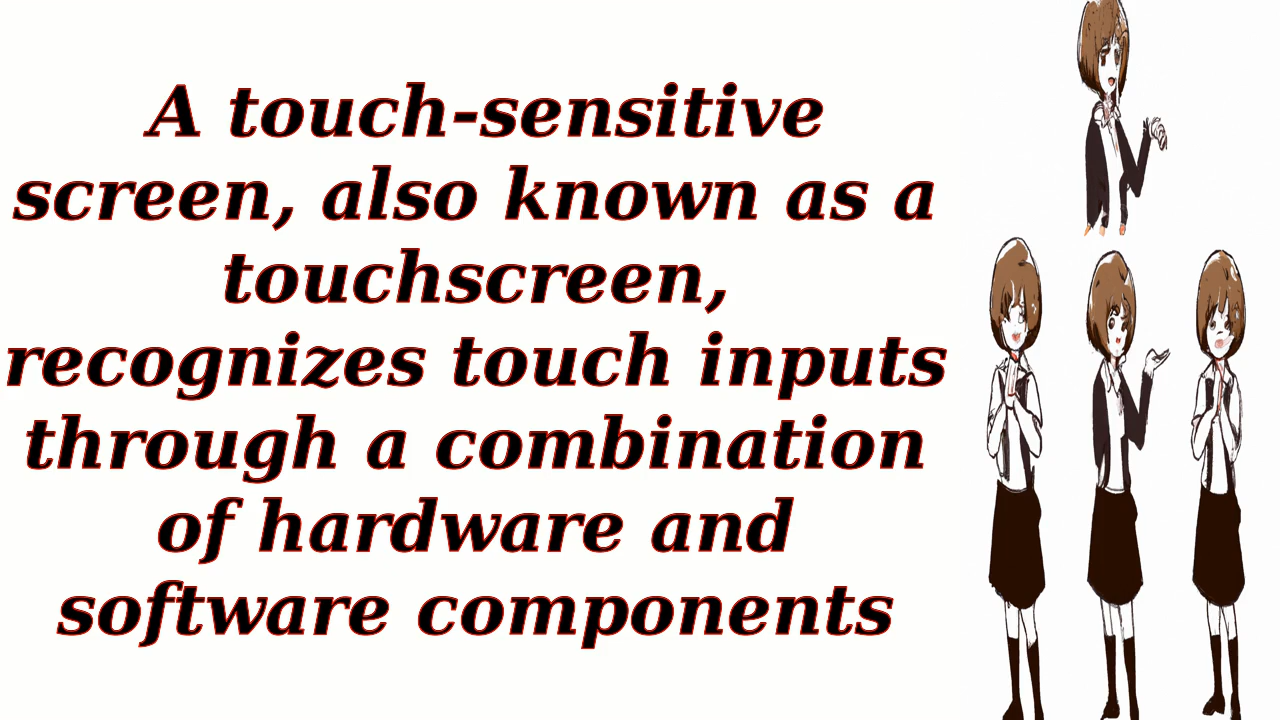 A touch-sensitive
screen, also known as a
touchscreen,
recognizes touch inputs
through a combination
of hardware and
software components